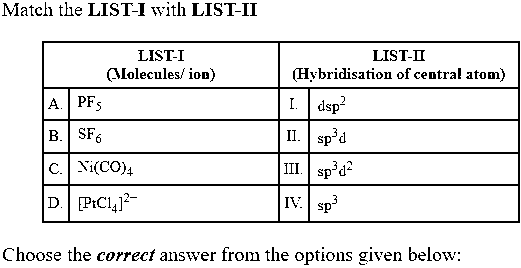 Match the LIST-I with LIST-II
LIST-I
(Molecules/ ion)
LIST-II
(Hybridisation of central atom)
A. PF₅ I. dsp²
B. SF₆ II. sp³d
C. Ni(CO)₄ III. sp³d²
D. [PtCl₄]²⁻ IV. sp³
Choose the correct answer from the options given below: